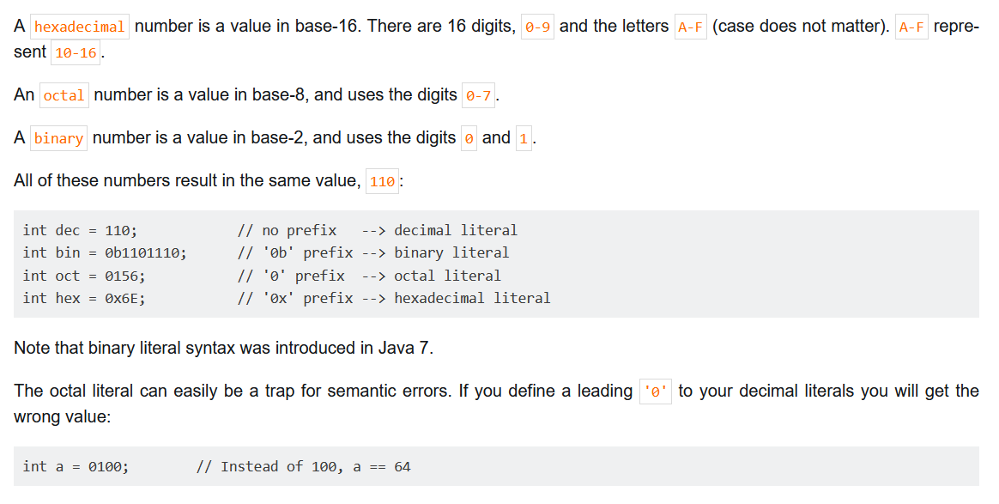 A hexadecimal number is a value in base-16. There are 16 digits, 0-9 and the letters A-F (case does not matter). A-F repre-
sent 10-16.
An octal number is a value in base-8, and uses the digits 0-7.
A binary number is a value in base-2, and uses the digits 0 and 1.
All of these numbers result in the same value, 110:
int dec = 110;            // no prefix   --> decimal literal
int bin = 0b1101110;      // '0b' prefix --> binary literal
int oct = 0156;           // '0' prefix  --> octal literal
int hex = 0x6E;           // '0x' prefix --> hexadecimal literal
Note that binary literal syntax was introduced in Java 7.
The octal literal can easily be a trap for semantic errors. If you define a leading '0' to your decimal literals you will get the
wrong value:
int a = 0100;        // Instead of 100, a == 64